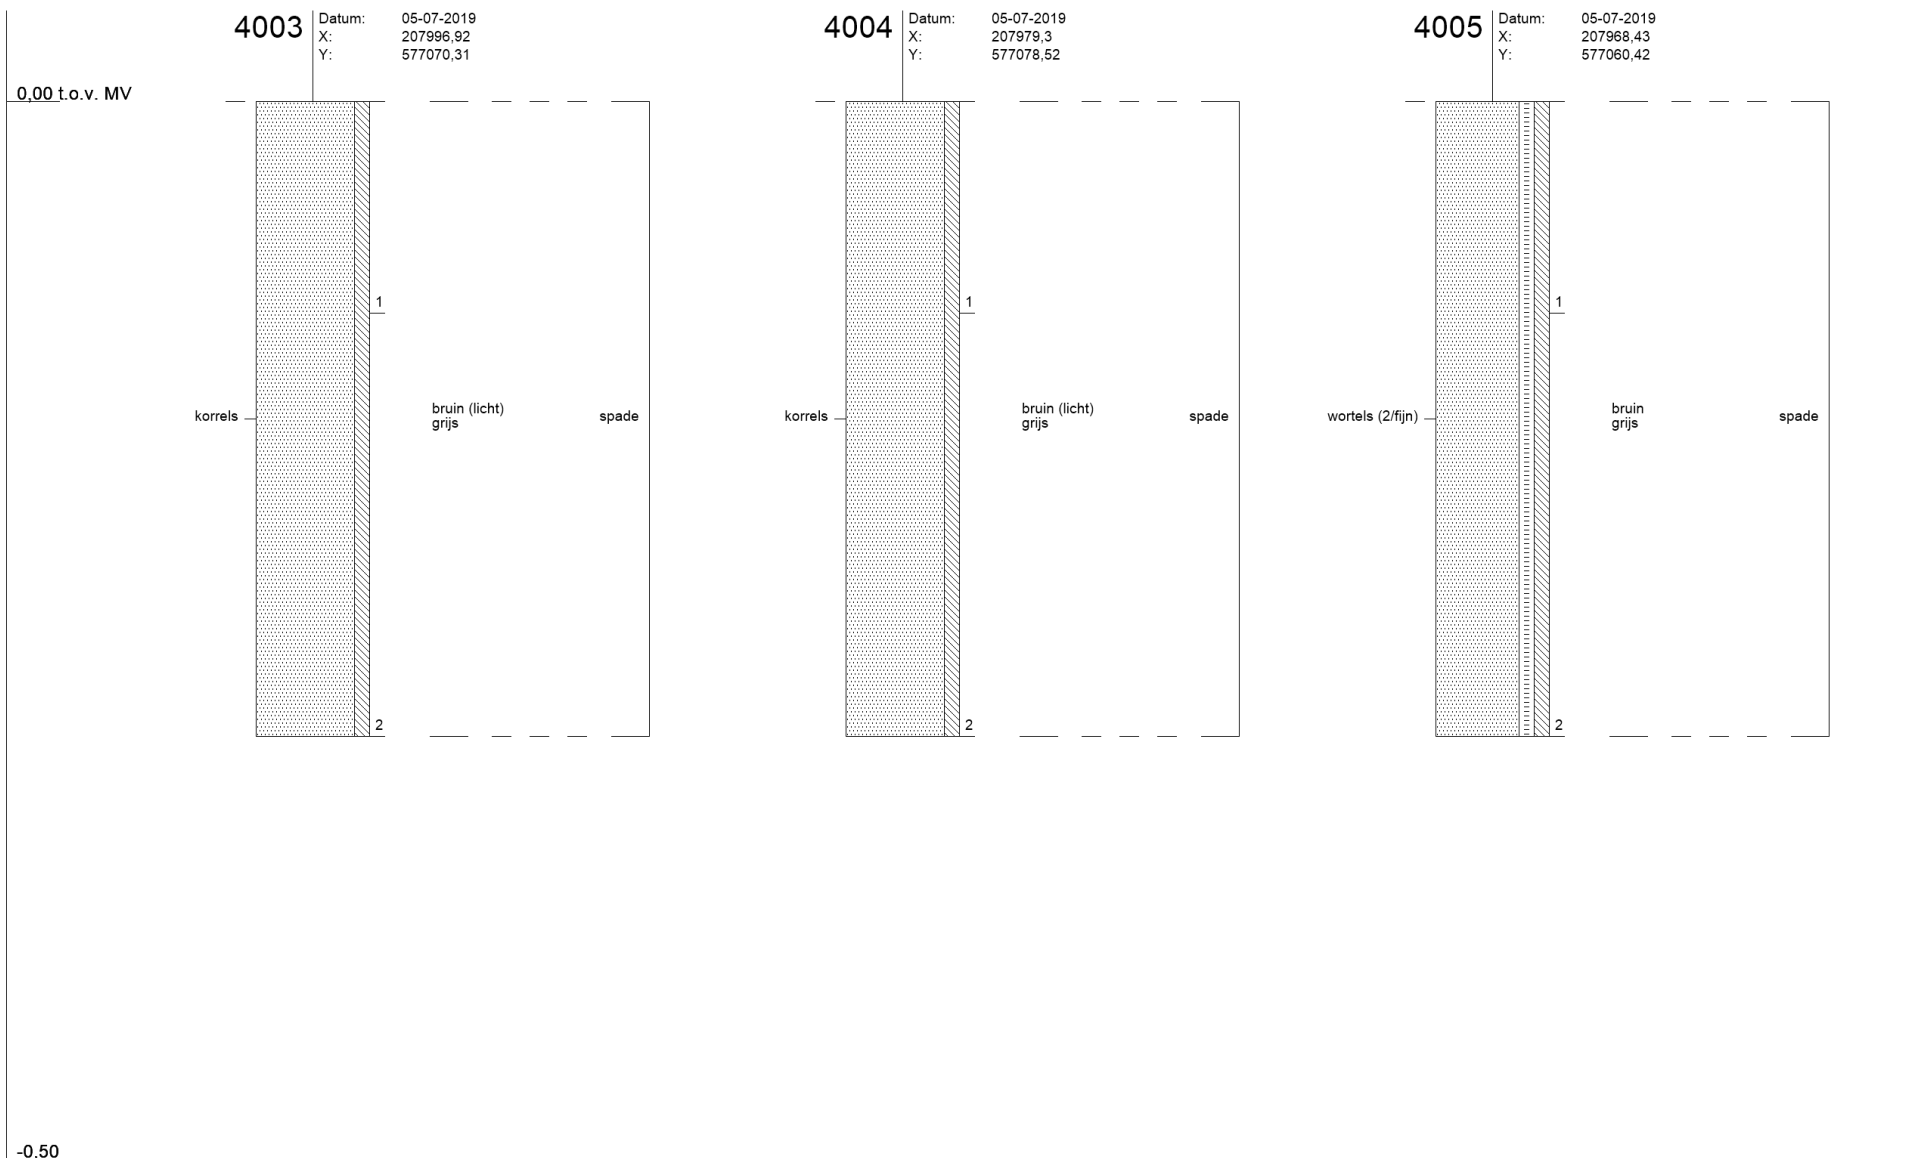 4003
Datum: 05-07-2019
X: 207996,92
Y: 577070,31
4004
Datum: 05-07-2019
X: 207979,3
Y: 577078,52
4005
Datum: 05-07-2019
X: 207968,43
Y: 577060,42
0,00 t.o.v. MV
1
korrels
bruin (licht)
grijs
spade
2
1
korrels
bruin (licht)
grijs
spade
2
1
wortels (2/fijn)
bruin
grijs
spade
2
-0.50